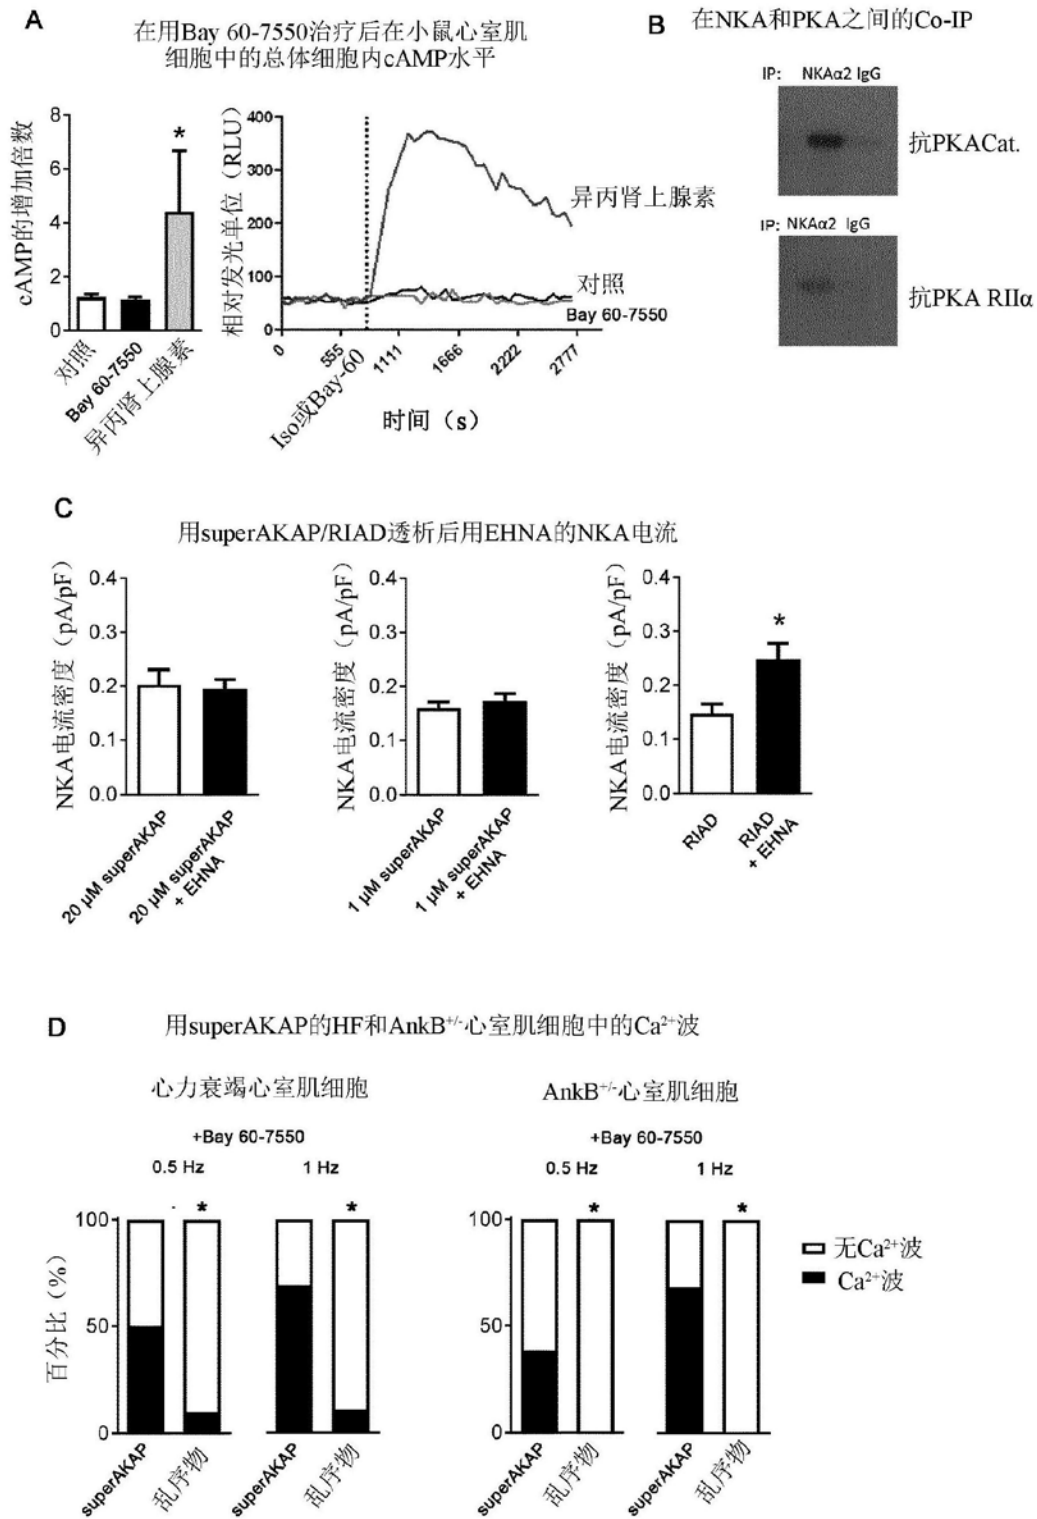 A
在用Bay 60-7550治疗后在小鼠心室肌
细胞中的总体细胞内cAMP水平
cAMP的增加倍数
8
6
4
2
0
*
对照
Bay 60-7550
异丙肾上腺素
相对发光单位（RLU）
400
300
200
100
0
异丙肾上腺素
对照
Bay 60-7550
0
555
1111
1666
2222
2777
Iso或Bay-60
时间（s）
B
在NKA和PKA之间的Co-IP
IP: NKAα2 IgG
抗PKACat.
IP: NKAα2 IgG
抗PKA RIIα
C
用superAKAP/RIAD透析后用EHNA的NKA电流
NKA电流密度（pA/pF）
0.4
0.3
0.2
0.1
0.0
20 µM superAKAP
20 µM superAKAP
+ EHNA
NKA电流密度（pA/pF）
0.4
0.3
0.2
0.1
0.0
1 µM superAKAP
1 µM superAKAP
+ EHNA
NKA电流密度（pA/pF）
0.4
0.3
0.2
0.1
0.0
*
RIAD
RIAD
+ EHNA
D
用superAKAP的HF和AnkB+/-心室肌细胞中的Ca2+波
心力衰竭心室肌细胞
+Bay 60-7550
0.5 Hz
1 Hz
*
*
百分比（%）
100
50
0
superAKAP
乱序物
superAKAP
乱序物
AnkB+/-心室肌细胞
+Bay 60-7550
0.5 Hz
1 Hz
*
*
100
50
0
superAKAP
乱序物
superAKAP
乱序物
无Ca2+波
Ca2+波